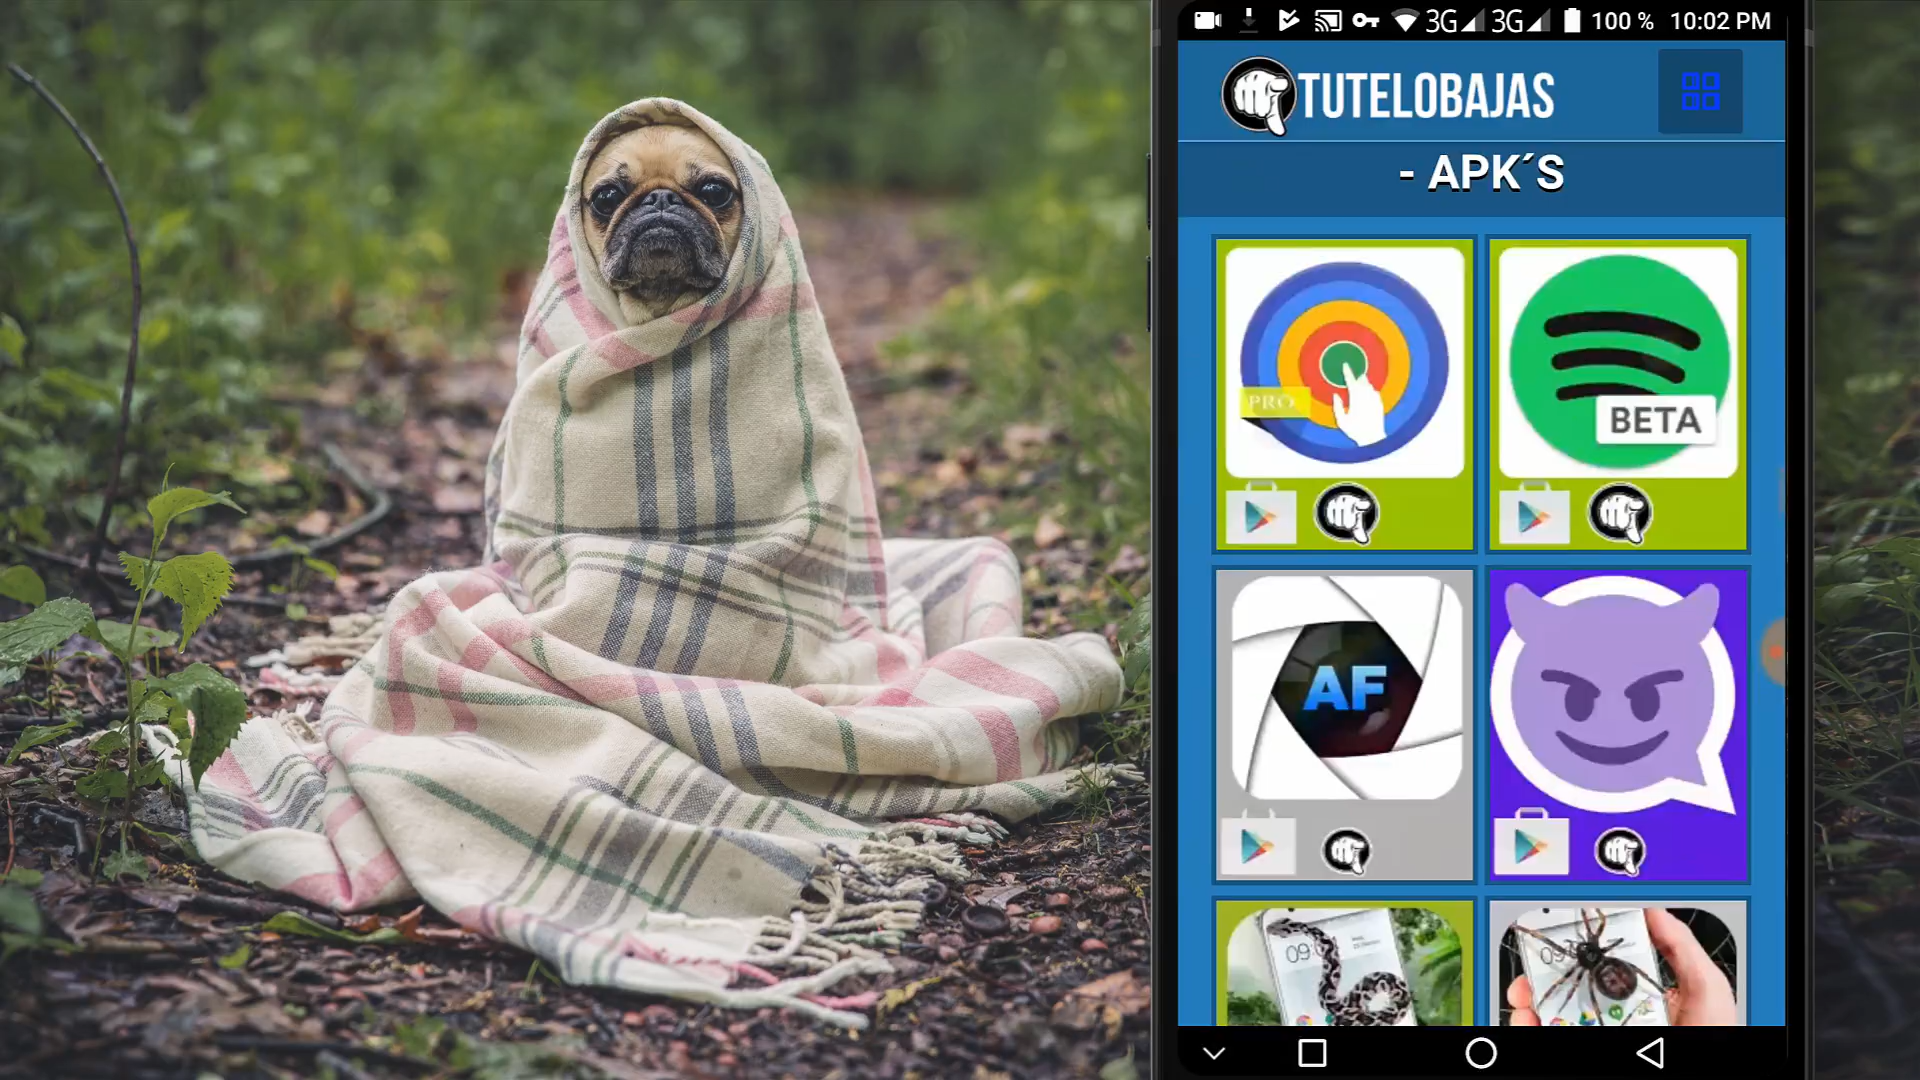 3G 3G 100 % 10:02 PM
TUTELOBAJAS
- APK´S
PRO
BETA
AF
09:
09: